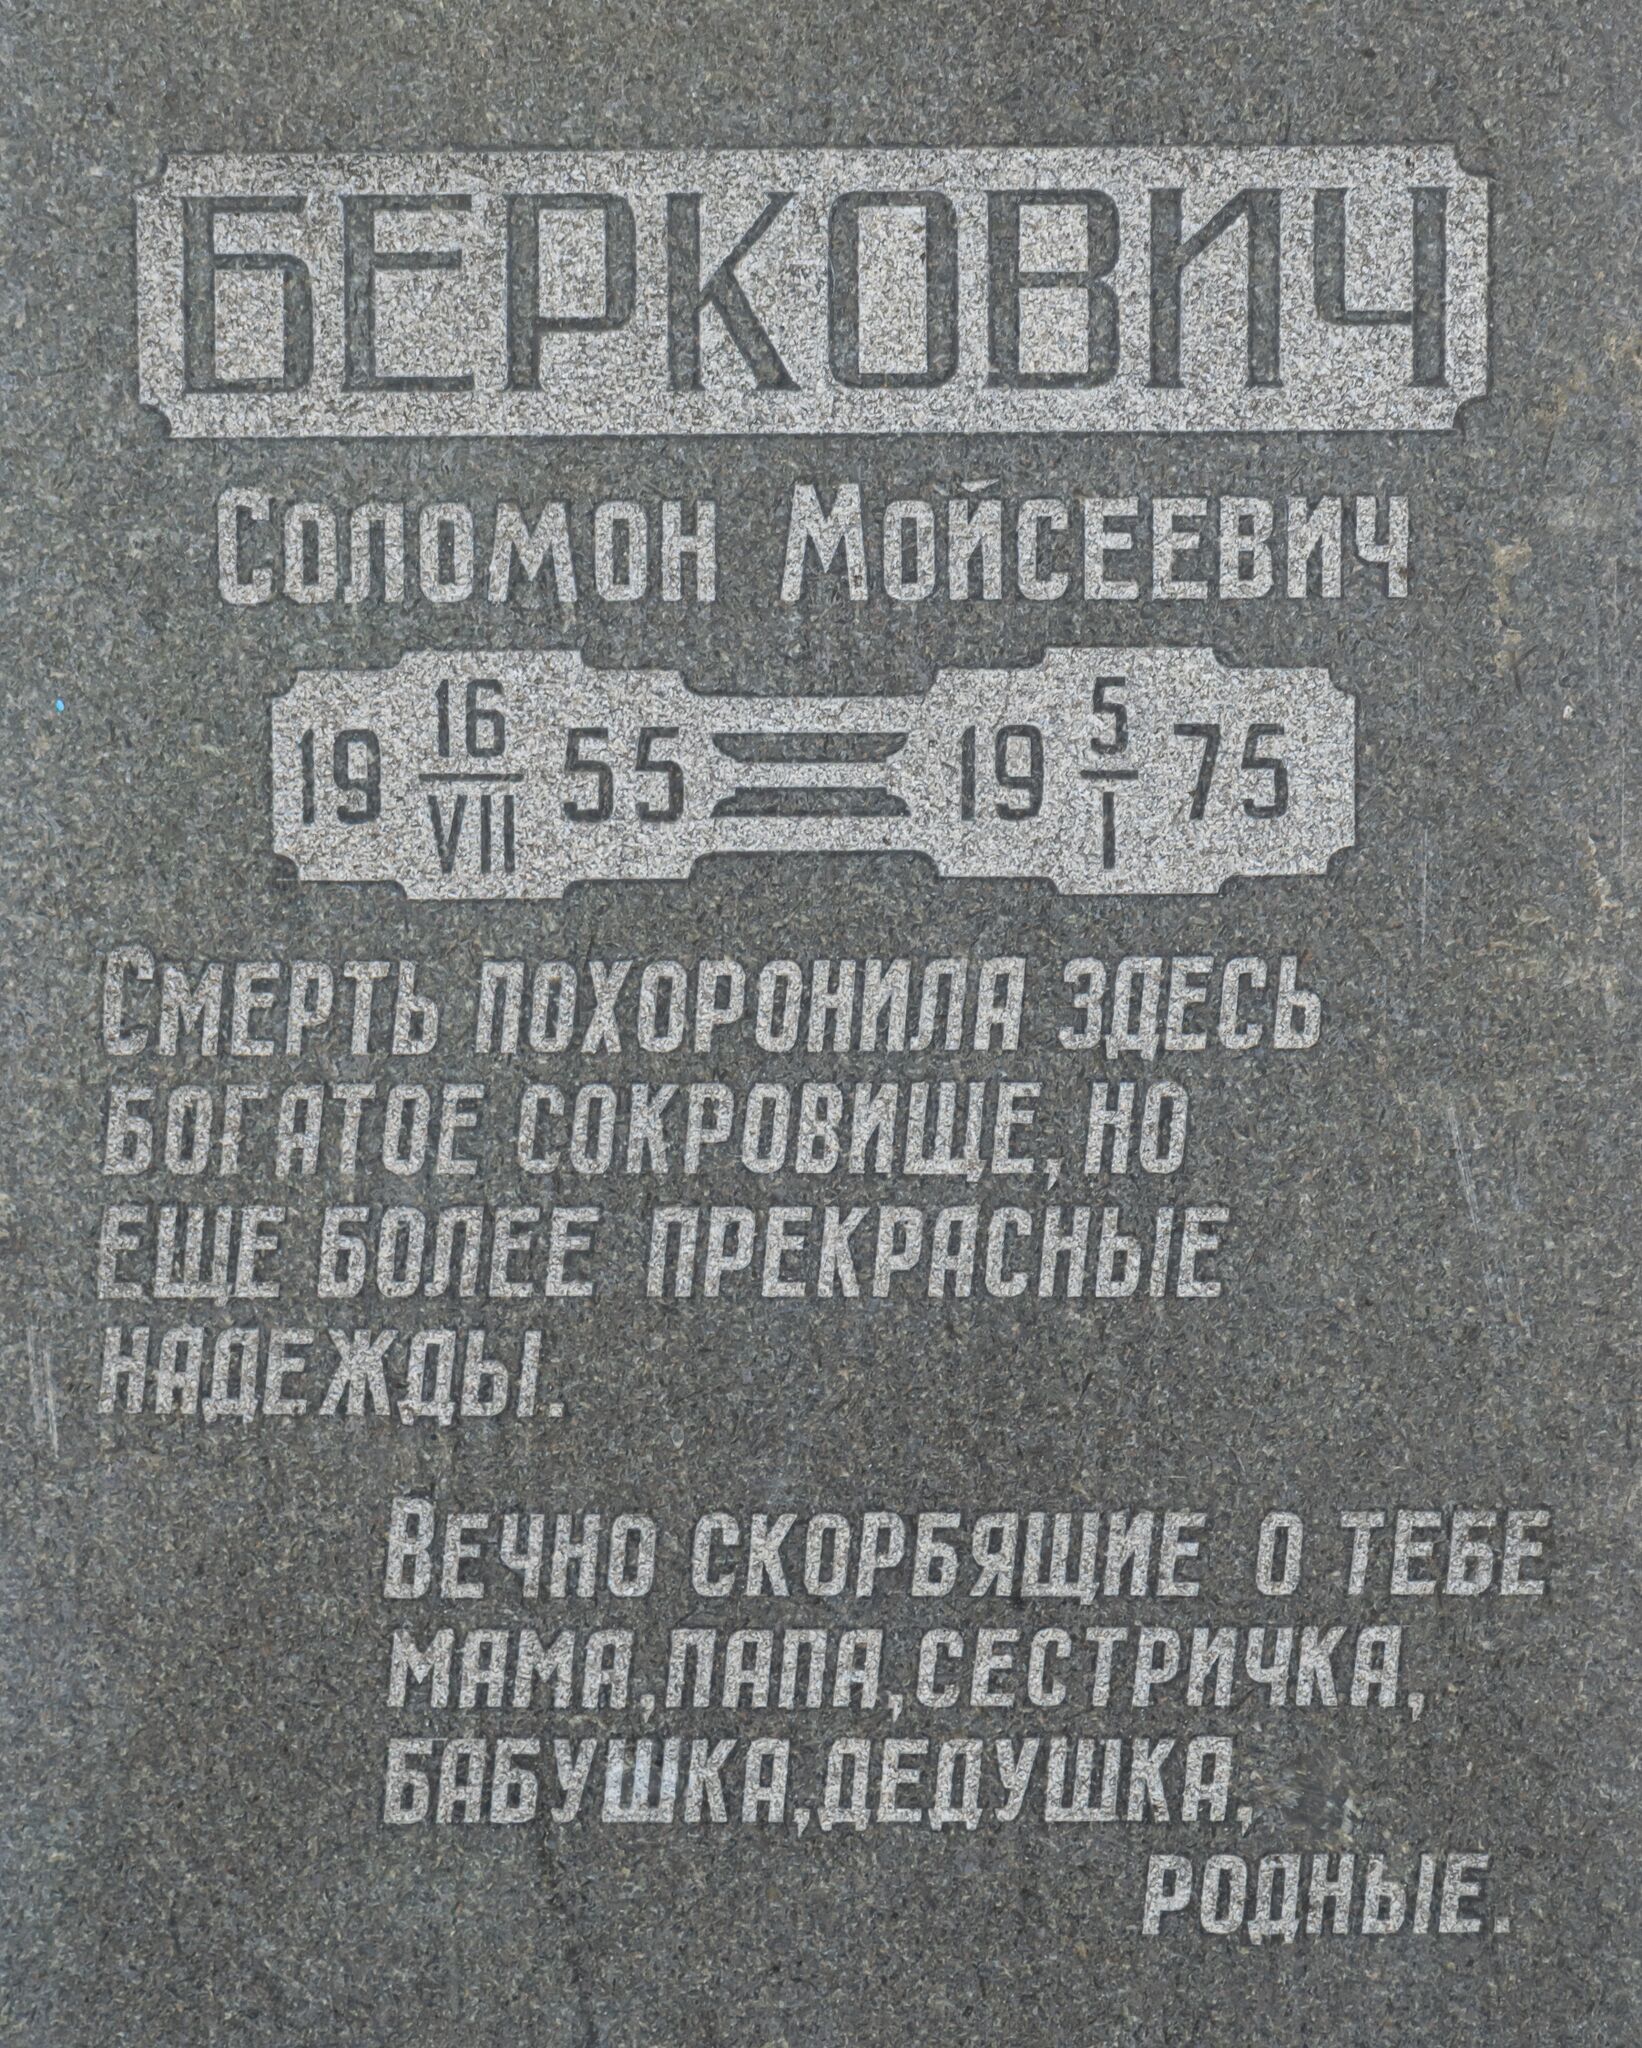 БЕРКОВИЧ
Соломон Моисеевич
19 16/VII 55 = 19 5/I 75
Смерть похоронила здесь
богатое сокровище, но
еще более прекрасные
надежды.
Вечно скорбящие о тебе
мама, папа, сестричка,
бабушка, дедушка,
родные.